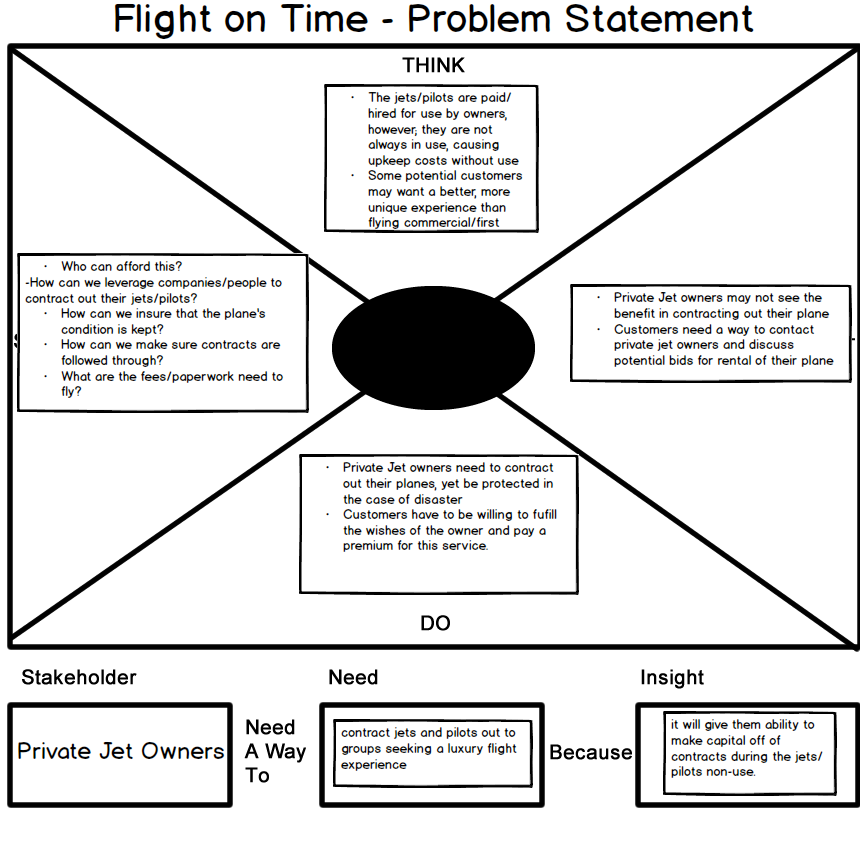 Flight on Time - Problem Statement
THINK
· The jets/pilots are paid/
hired for use by owners,
however, they are not
always in use, causing
upkeep costs without use
· Some potential customers
may want a better, more
unique experience than
flying commercial/first
· Who can afford this?
-How can we leverage companies/people to
contract out their jets/pilots?
· How can we insure that the plane's
condition is kept?
· How can we make sure contracts are
followed through?
· What are the fees/paperwork need to
fly?
· Private Jet owners may not see the
benefit in contracting out their plane
· Customers need a way to contact
private jet owners and discuss
potential bids for rental of their plane
· Private Jet owners need to contract
out their planes, yet be protected in
the case of disaster
· Customers have to be willing to fufill
the wishes of the owner and pay a
premium for this service.
DO
Stakeholder
Need
Insight
Private Jet Owners
Need
A Way
To
contract jets and pilots out to
groups seeking a luxury flight
experience
Because
it will give them ability to
make capital off of
contracts during the jets/
pilots non-use.